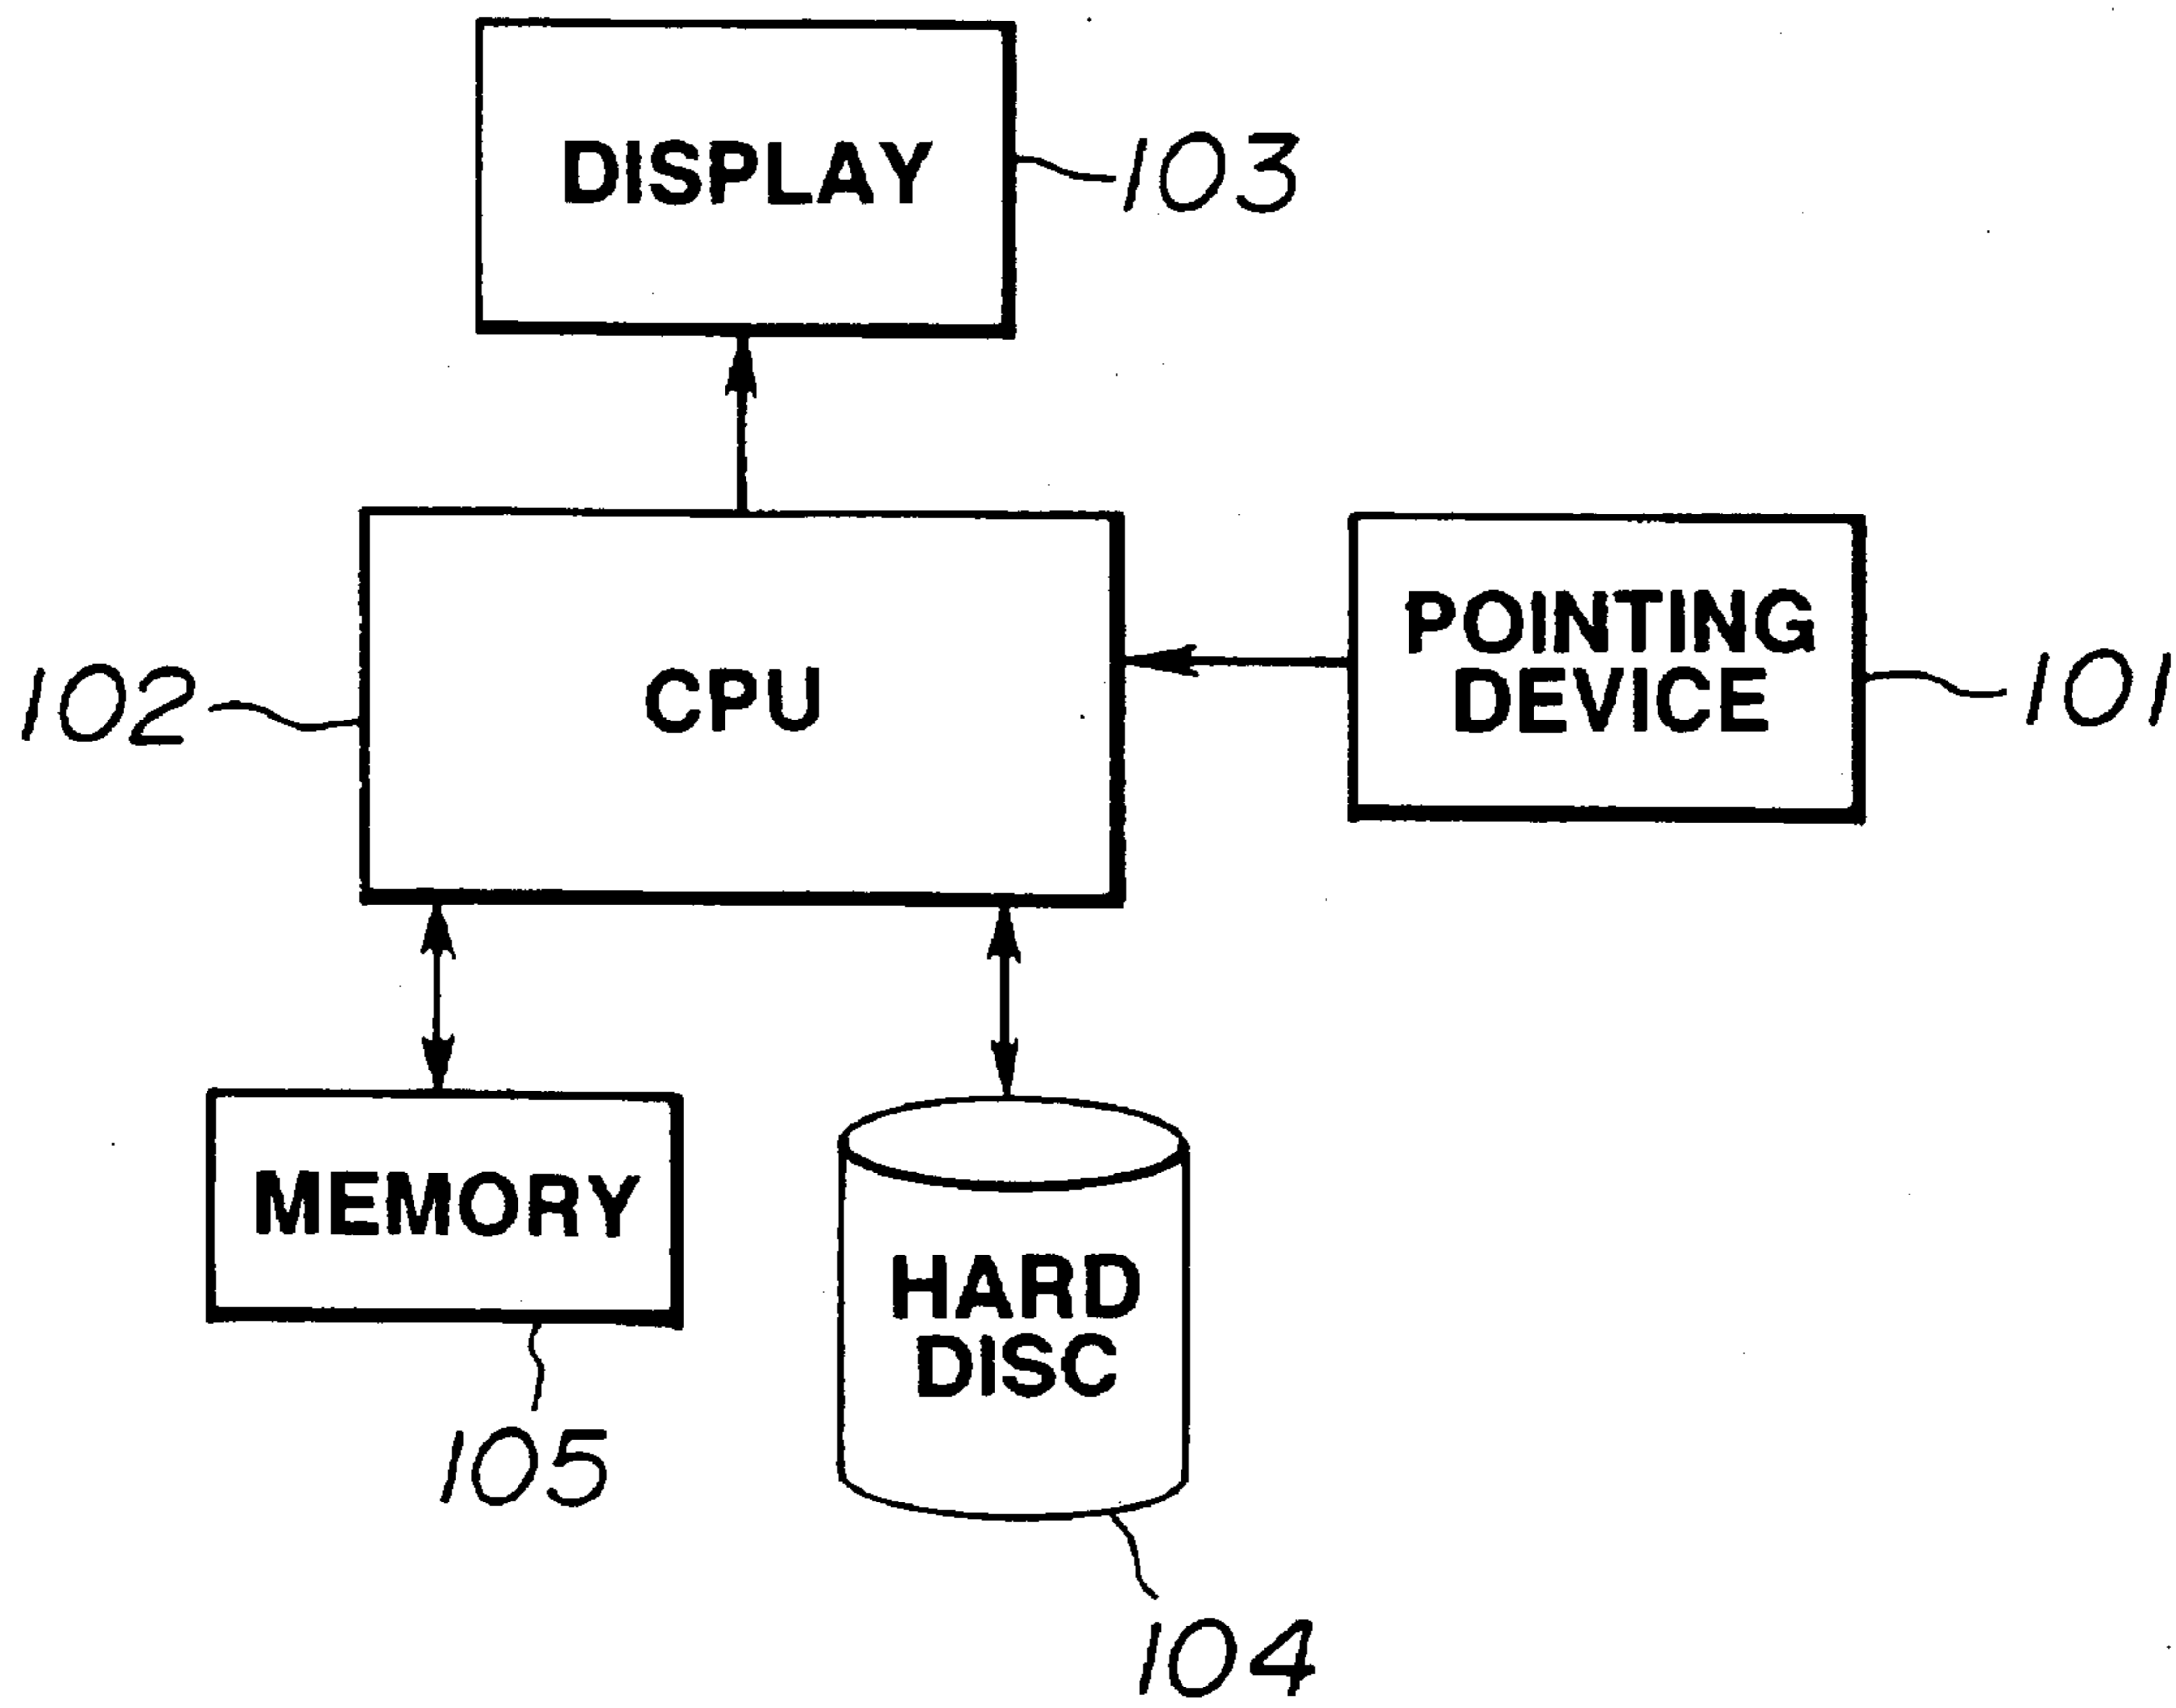 DISPLAY
103
CPU
102
POINTING
DEVICE
101
MEMORY
105
HARD
DISC
104